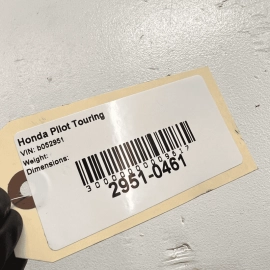 Honda Pilot Touring
VIN: b052951
Weight:
Dimensions:
2951-0461